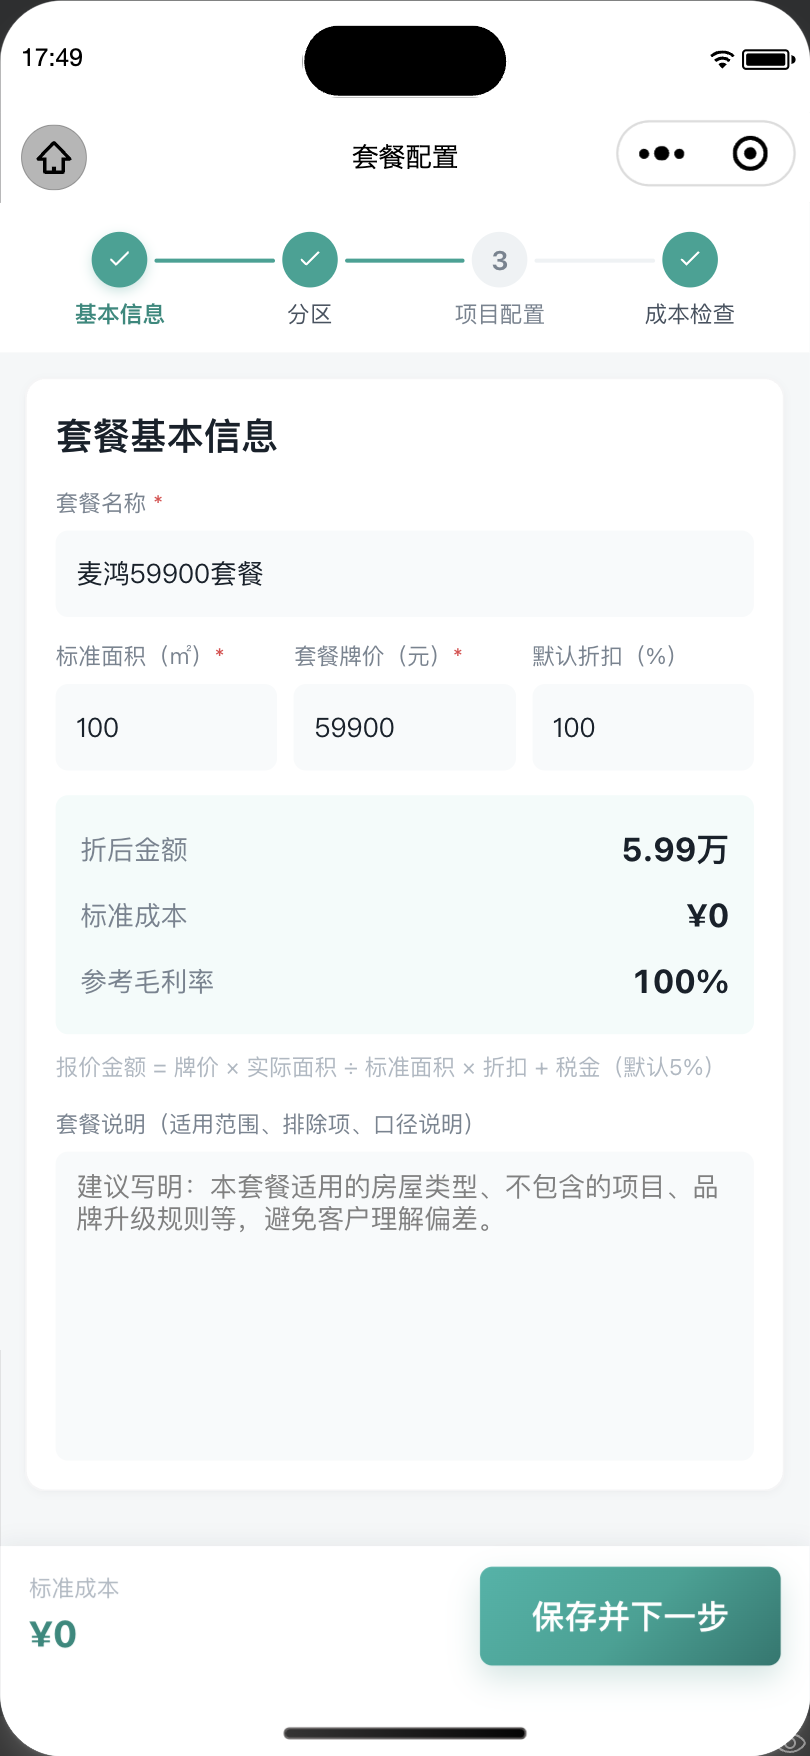 17:49
套餐配置
3
基本信息
分区
项目配置
成本检查
套餐基本信息
套餐名称 *
麦鸿59900套餐
标准面积（㎡）*
套餐牌价（元）*
默认折扣（%）
100
59900
100
折后金额
5.99万
标准成本
¥0
参考毛利率
100%
报价金额 = 牌价 × 实际面积 ÷ 标准面积 × 折扣 + 税金（默认5%）
套餐说明（适用范围、排除项、口径说明）
建议写明：本套餐适用的房屋类型、不包含的项目、品
牌升级规则等，避免客户理解偏差。
标准成本
¥0
保存并下一步